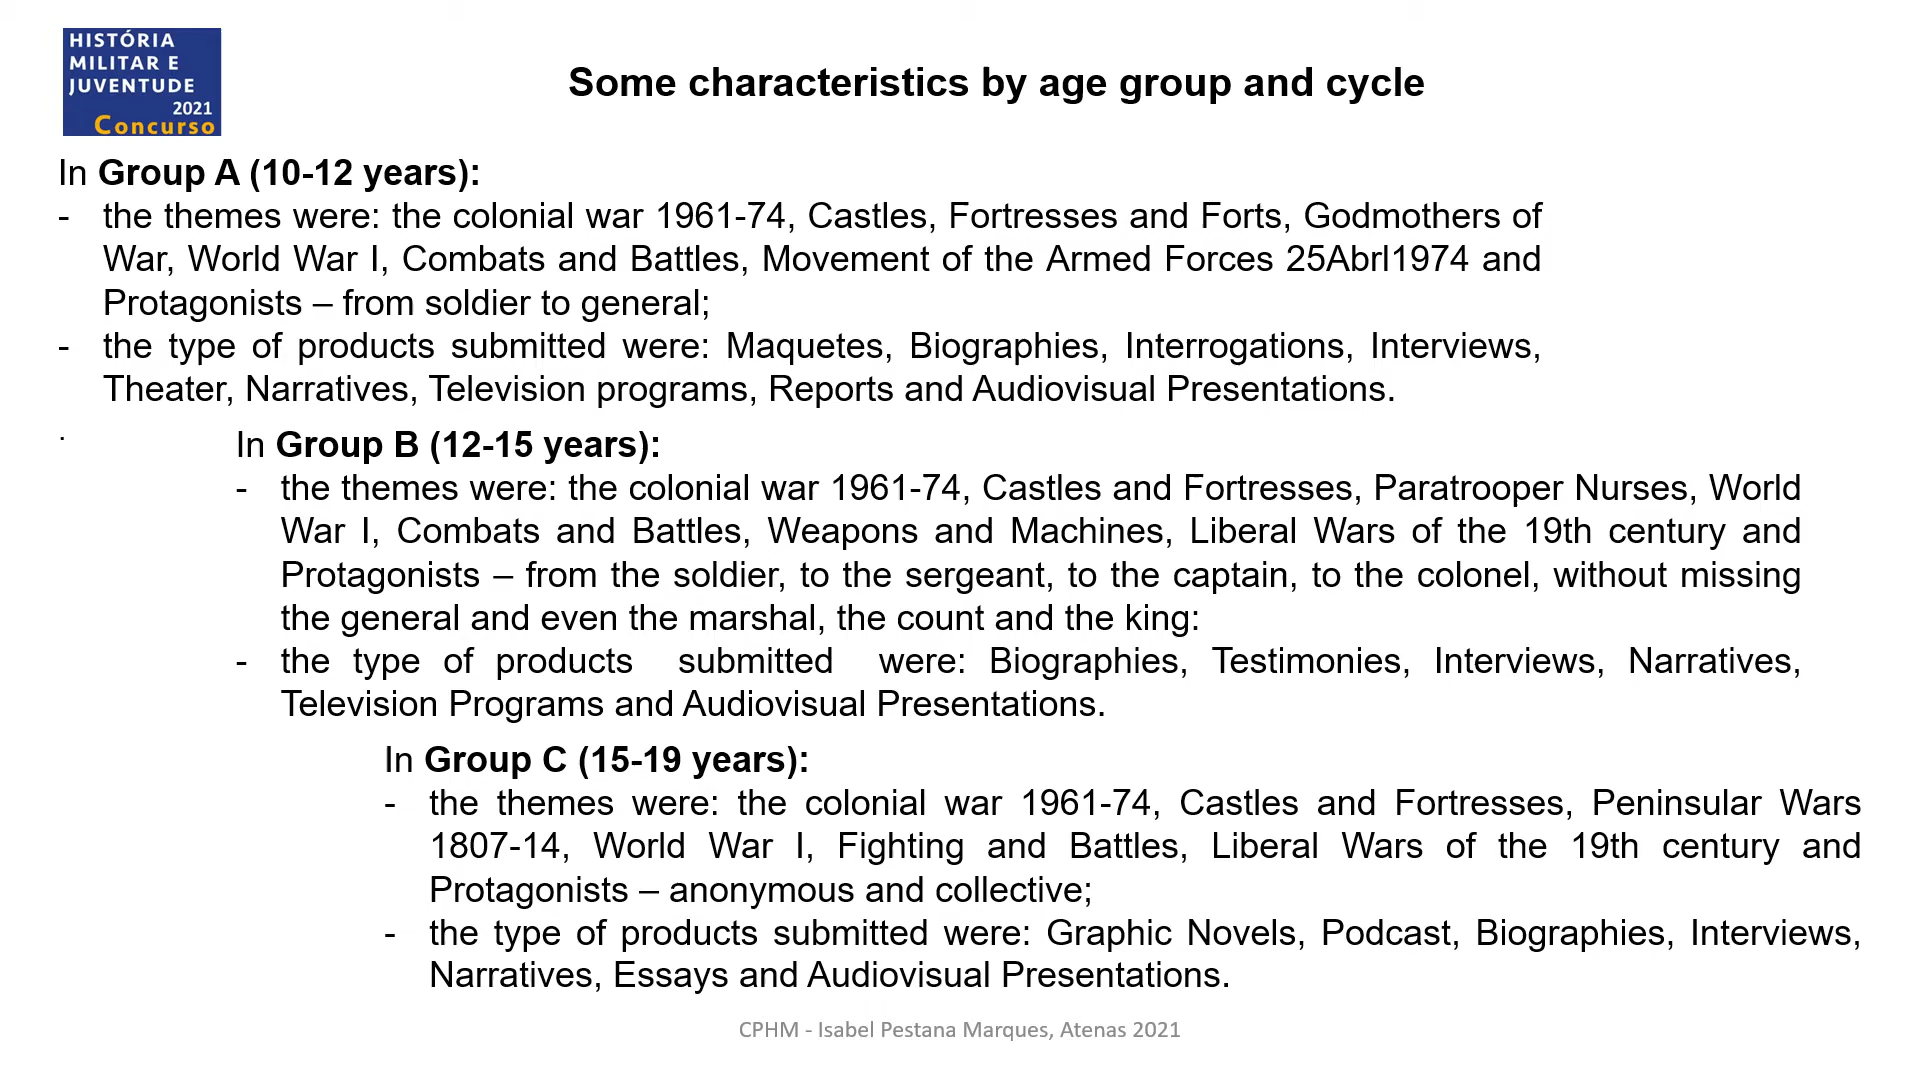 HISTÓRIA
MILITAR E
JUVENTUDE
2021
Concurso
Some characteristics by age group and cycle
In Group A (10-12 years):
- the themes were: the colonial war 1961-74, Castles, Fortresses and Forts, Godmothers of
War, World War I, Combats and Battles, Movement of the Armed Forces 25Abrl1974 and
Protagonists – from soldier to general;
- the type of products submitted were: Maquetes, Biographies, Interrogations, Interviews,
Theater, Narratives, Television programs, Reports and Audiovisual Presentations.
.
In Group B (12-15 years):
- the themes were: the colonial war 1961-74, Castles and Fortresses, Paratrooper Nurses, World
War I, Combats and Battles, Weapons and Machines, Liberal Wars of the 19th century and
Protagonists – from the soldier, to the sergeant, to the captain, to the colonel, without missing
the general and even the marshal, the count and the king:
- the type of products submitted were: Biographies, Testimonies, Interviews, Narratives,
Television Programs and Audiovisual Presentations.
In Group C (15-19 years):
- the themes were: the colonial war 1961-74, Castles and Fortresses, Peninsular Wars
1807-14, World War I, Fighting and Battles, Liberal Wars of the 19th century and
Protagonists – anonymous and collective;
- the type of products submitted were: Graphic Novels, Podcast, Biographies, Interviews,
Narratives, Essays and Audiovisual Presentations.
CPHM - Isabel Pestana Marques, Atenas 2021